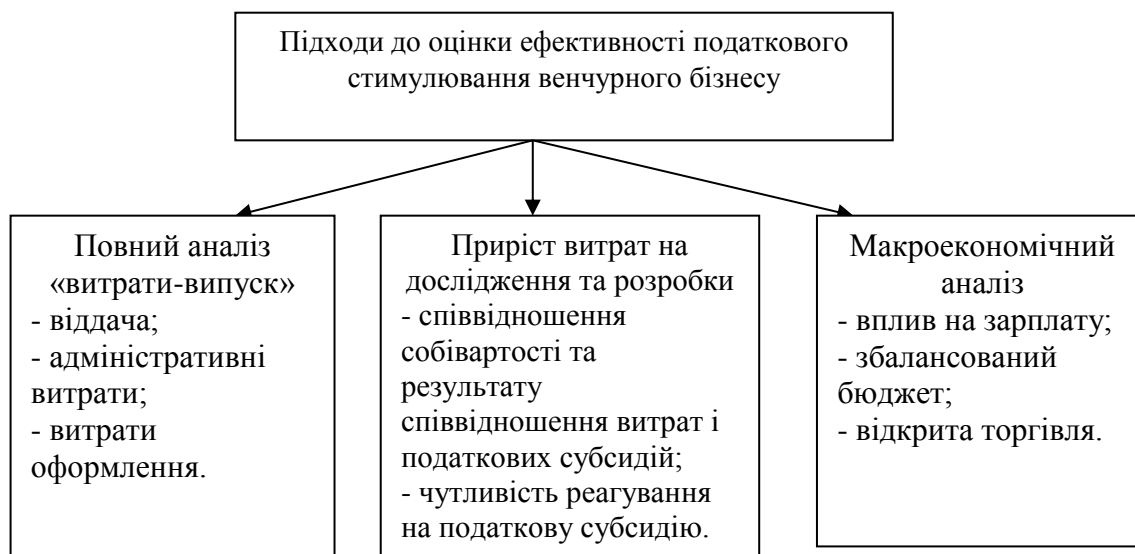 Підходи до оцінки ефективності податкового
стимулювання венчурного бізнесу
Повний аналіз
«витрати-випуск»
- віддача;
- адміністративні
витрати;
- витрати
оформлення.
Приріст витрат на
дослідження та розробки
- співвідношення
собівартості та
результату
співвідношення витрат і
податкових субсидій;
- чутливість реагування
на податкову субсидію.
Макроекономічний
аналіз
- вплив на зарплату;
- збалансований
бюджет;
- відкрита торгівля.